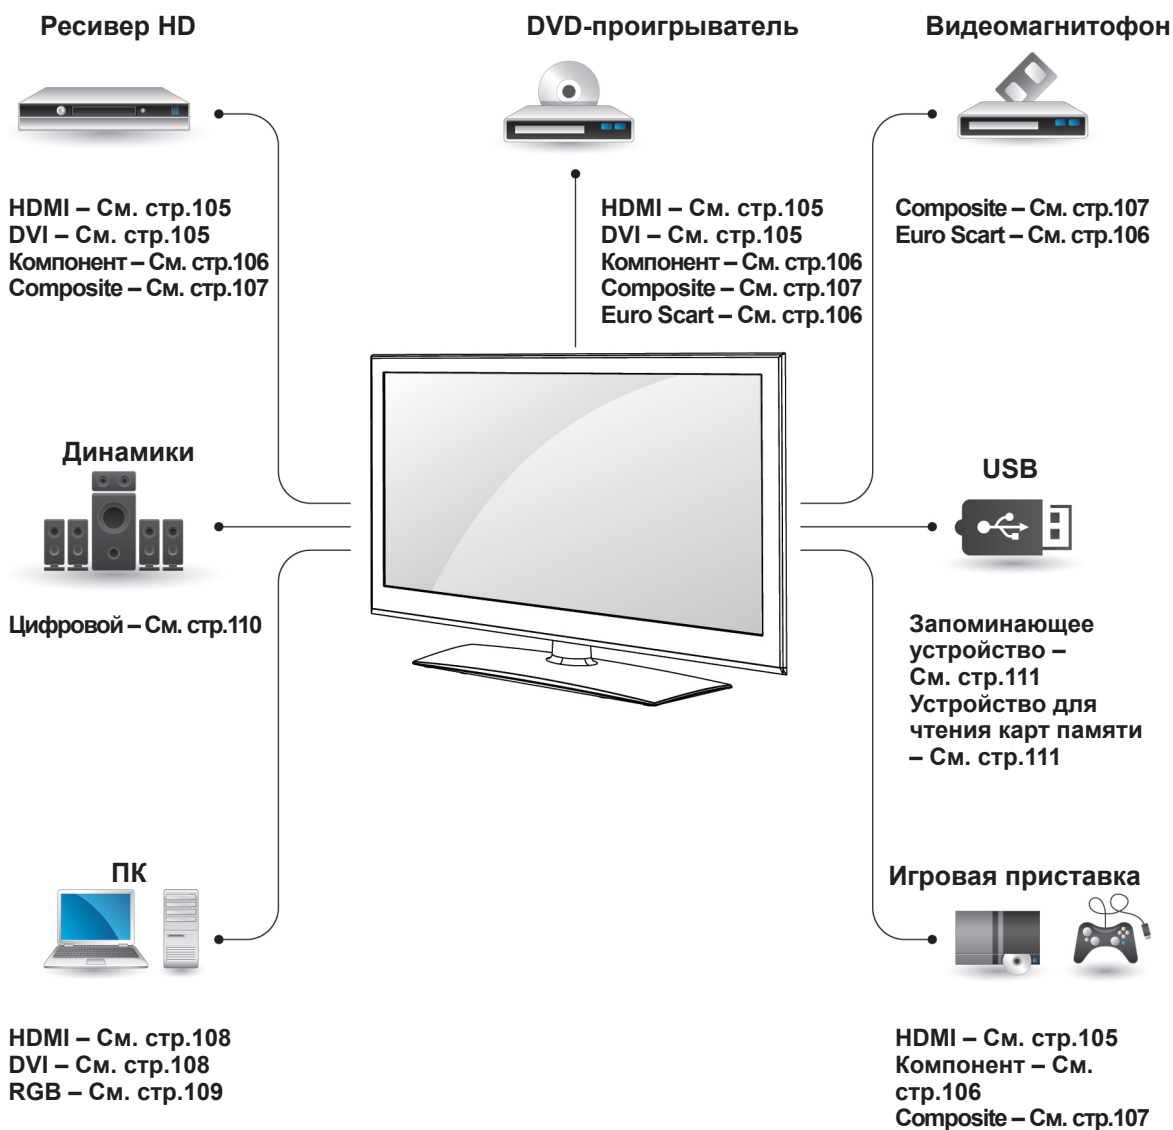 Ресивер HD
HDMI – См. стр.105
DVI – См. стр.105
Компонент – См. стр.106
Composite – См. стр.107
DVD-проигрыватель
HDMI – См. стр.105
DVI – См. стр.105
Компонент – См. стр.106
Composite – См. стр.107
Euro Scart – См. стр.106
Видеомагнитофон
Composite – См. стр.107
Euro Scart – См. стр.106
Динамики
Цифровой – См. стр.110
USB
Запоминающее
устройство –
См. стр.111
Устройство для
чтения карт памяти
– См. стр.111
ПК
HDMI – См. стр.108
DVI – См. стр.108
RGB – См. стр.109
Игровая приставка
HDMI – См. стр.105
Компонент – См.
стр.106
Composite – См. стр.107